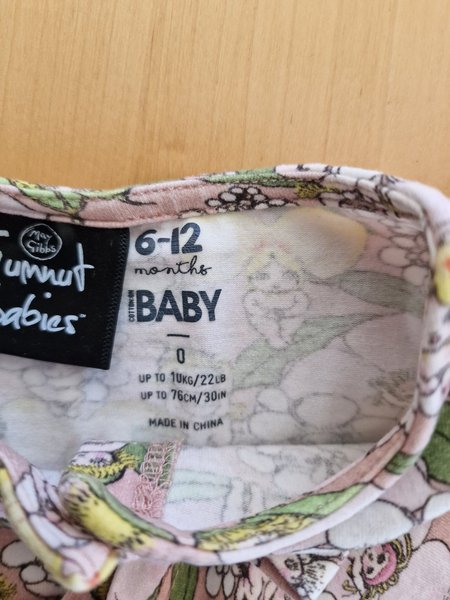 May
Gibbs
Gumnut
Babies™
6-12
months
COTTON:ON
BABY
0
UP TO 10KG/22LB
UP TO 76CM/30IN
MADE IN CHINA